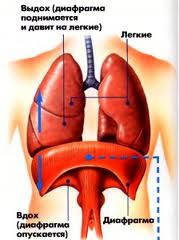 Выдох (диафрагма
поднимается
и давит на легкие)
Легкие
Вдох
(диафрагма
опускается)
Диафрагма